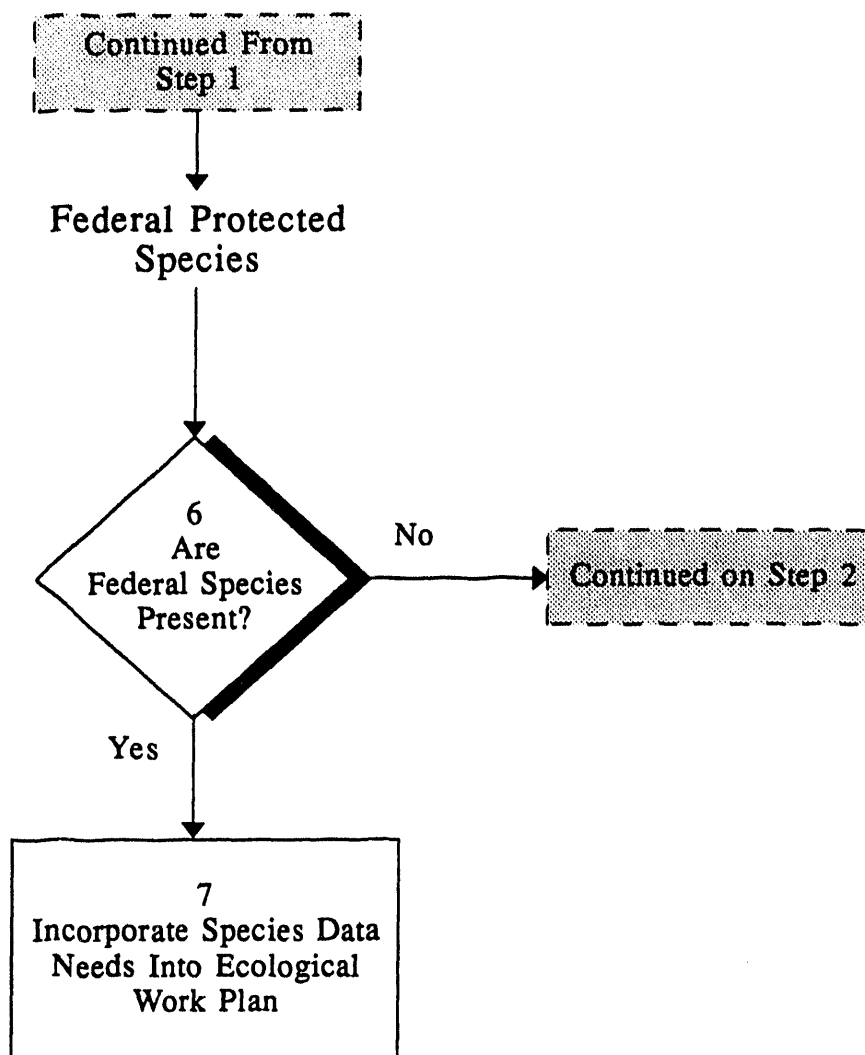 Continued From
Step 1
Federal Protected
Species
6
Are
Federal Species
Present?
No
Continued on Step 2
Yes
7
Incorporate Species Data
Needs Into Ecological
Work Plan